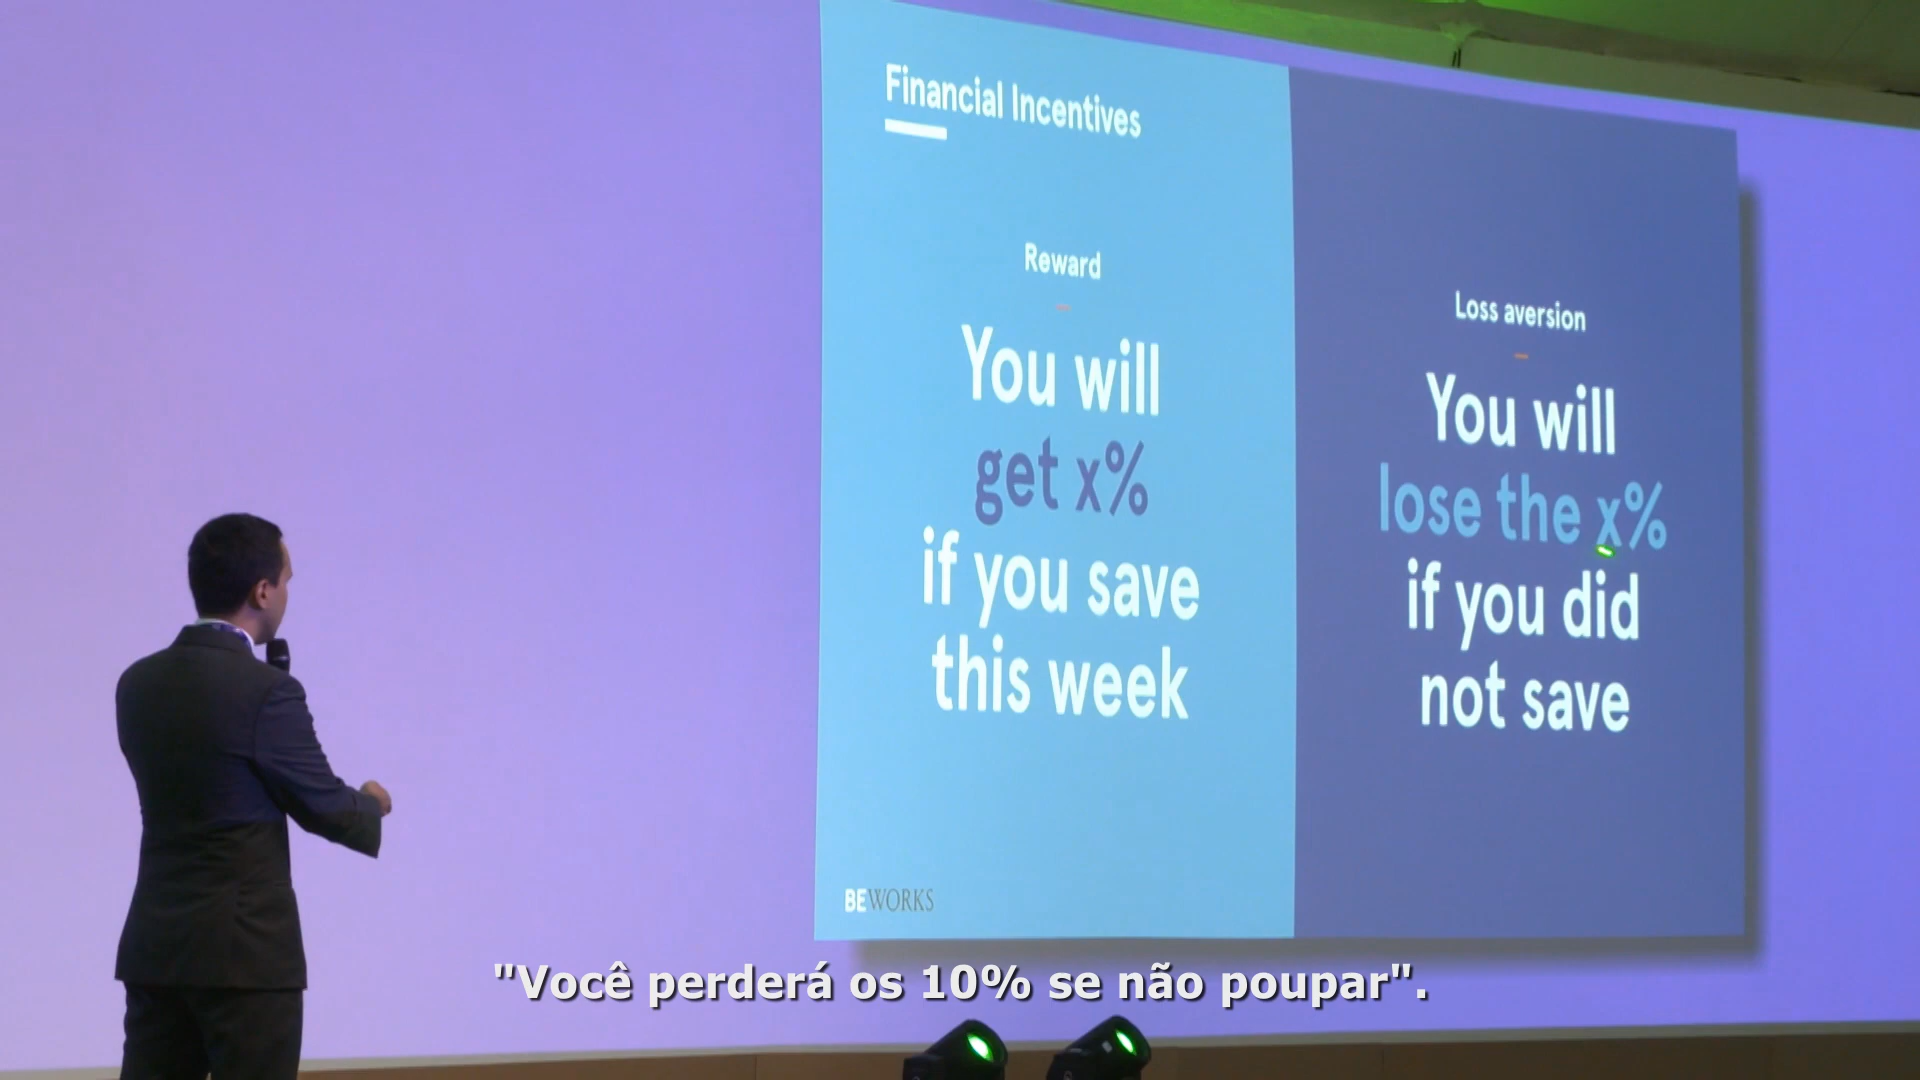 Financial Incentives
Reward
You will
get x%
if you save
this week
Loss aversion
You will
lose the x%
if you did
not save
BEWORKS
"Você perderá os 10% se não poupar".